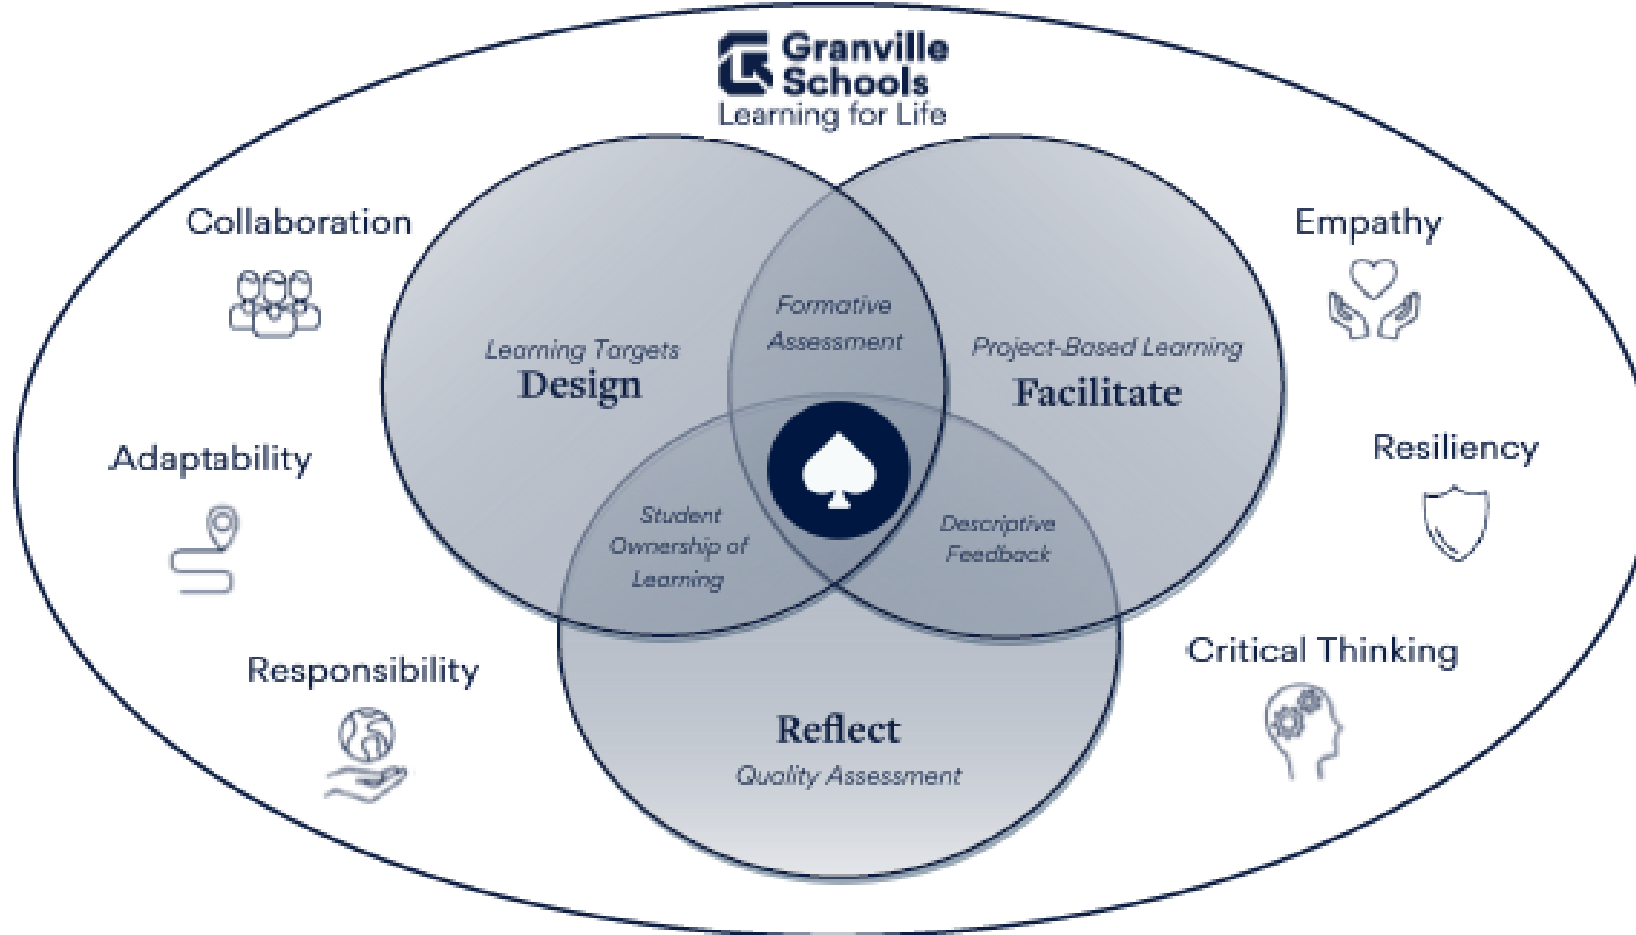 Granville
Schools
Learning for Life
Collaboration
Empathy
Formative
Assessment
Learning Targets
Design
Project-Based Learning
Facilitate
Adaptability
Resiliency
Student
Ownership of
Learning
Descriptive
Feedback
Responsibility
Critical Thinking
Reflect
Quality Assessment